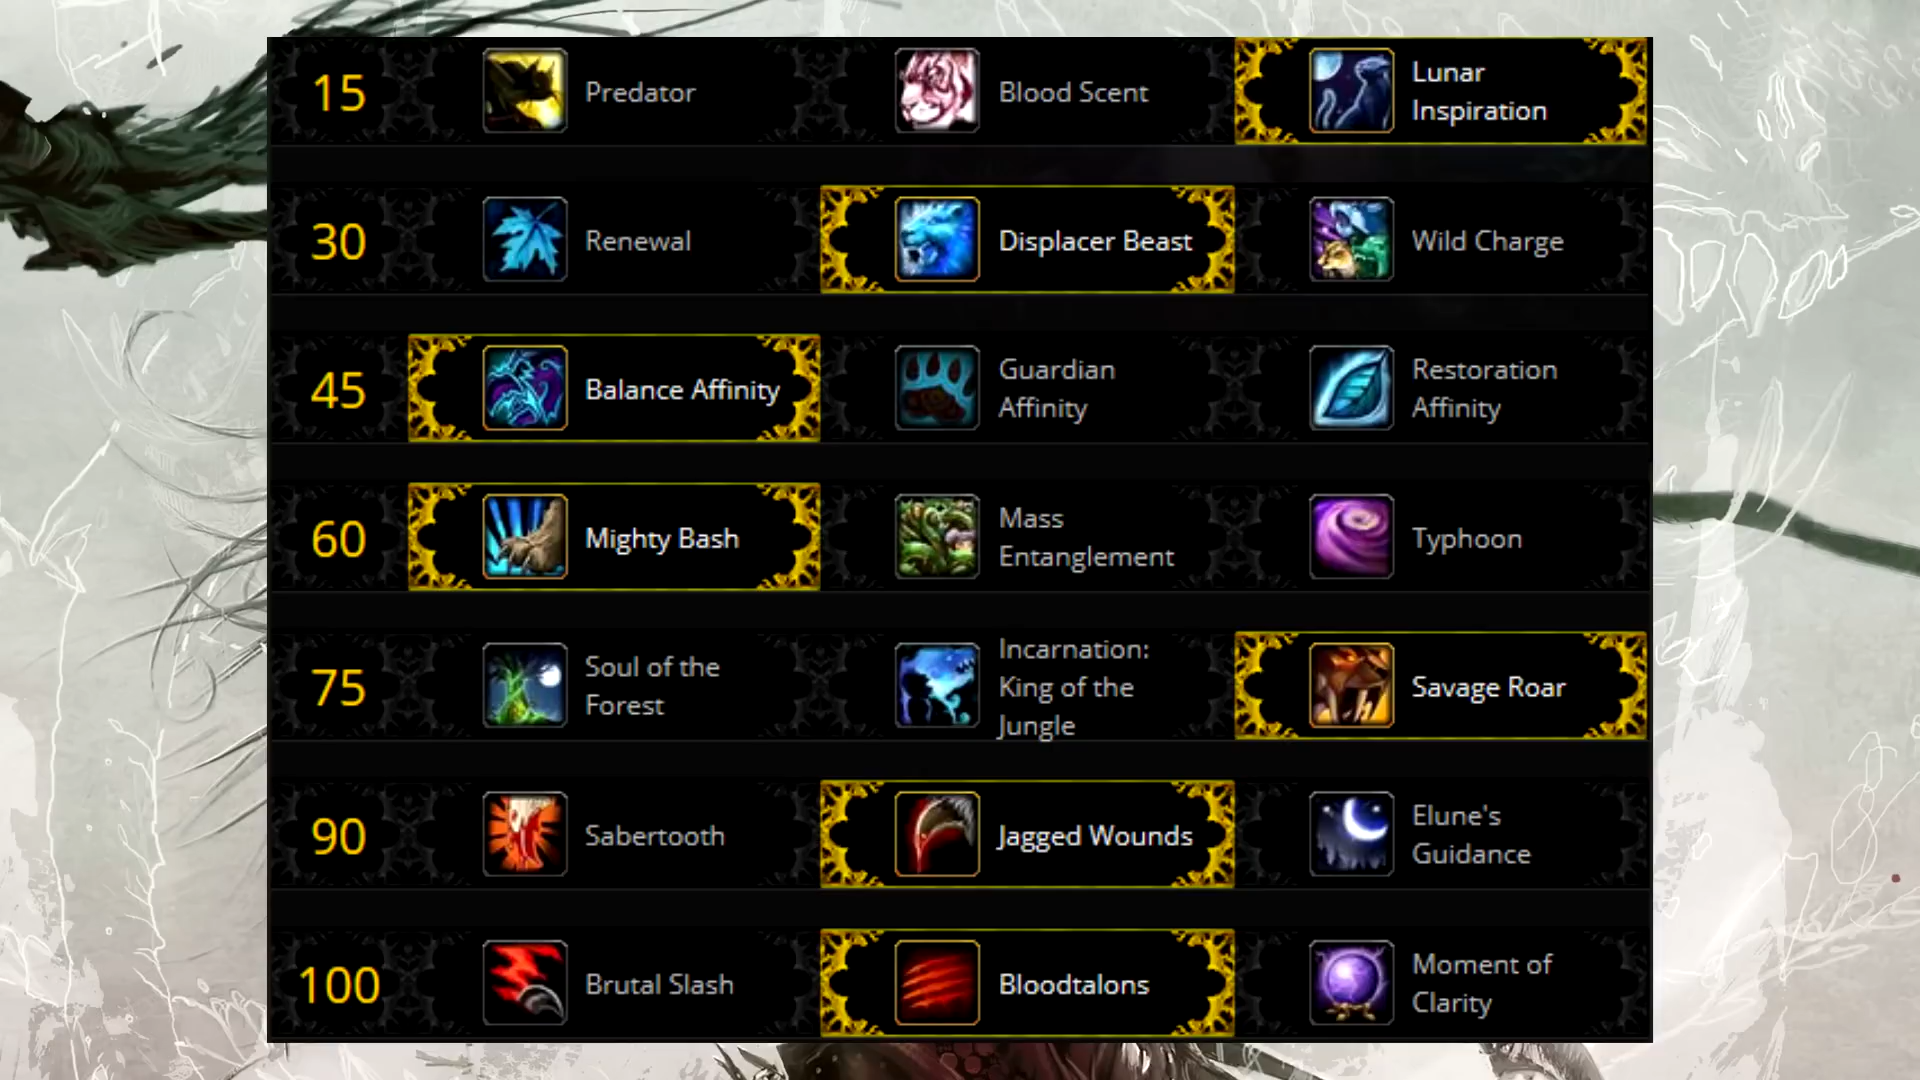 15
Predator
Blood Scent
Lunar
Inspiration
30
Renewal
Displacer Beast
Wild Charge
45
Balance Affinity
Guardian
Affinity
Restoration
Affinity
60
Mighty Bash
Mass
Entanglement
Typhoon
75
Soul of the
Forest
Incarnation:
King of the
Jungle
Savage Roar
90
Sabertooth
Jagged Wounds
Elune's
Guidance
100
Brutal Slash
Bloodtalons
Moment of
Clarity